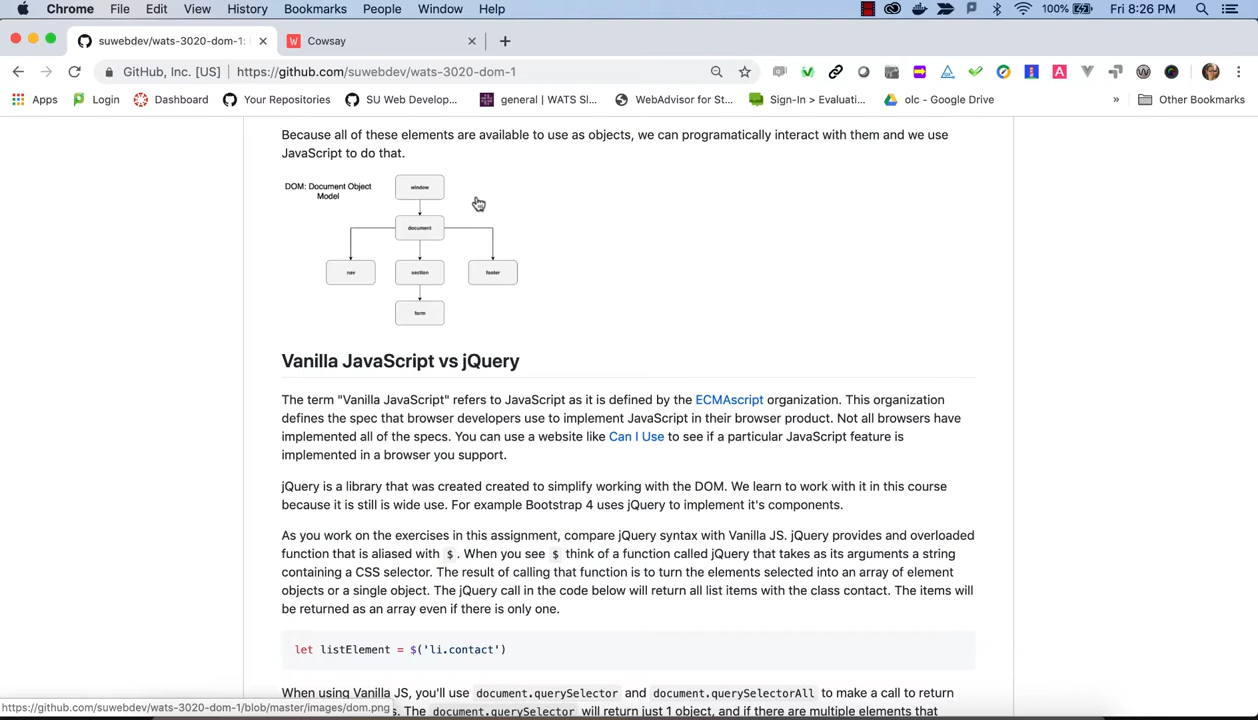 Chrome File Edit View History Bookmarks People Window Help 100% Fri 8:26 PM
suwebdev/wats-3020-dom-1: Cowsay
GitHub, Inc. [US] https://github.com/suwebdev/wats-3020-dom-1
Apps Login Dashboard Your Repositories SU Web Develop... general | WATS Sl... WebAdvisor for St... Sign-In > Evaluati... olc - Google Drive » Other Bookmarks
Because all of these elements are available to use as objects, we can programatically interact with them and we use
JavaScript to do that.
DOM: Document Object
Model
window
document
nav section footer
form
Vanilla JavaScript vs jQuery
The term "Vanilla JavaScript" refers to JavaScript as it is defined by the ECMAscript organization. This organization
defines the spec that browser developers use to implement JavaScript in their browser product. Not all browsers have
implemented all of the specs. You can use a website like Can I Use to see if a particular JavaScript feature is
implemented in a browser you support.
jQuery is a library that was created created to simplify working with the DOM. We learn to work with it in this course
because it is still is wide use. For example Bootstrap 4 uses jQuery to implement it's components.
As you work on the exercises in this assignment, compare jQuery syntax with Vanilla JS. jQuery provides and overloaded
function that is aliased with $. When you see $ think of a function called jQuery that takes as its arguments a string
containing a CSS selector. The result of calling that function is to turn the elements selected into an array of element
objects or a single object. The jQuery call in the code below will return all list items with the class contact. The items will
be returned as an array even if there is only one.
let listElement = $('li.contact')
When using Vanilla JS, you'll use document.querySelector and document.querySelectorAll to make a call to return
s. The document.querySelector will return just 1 object, and if there are multiple elements that
https://github.com/suwebdev/wats-3020-dom-1/blob/master/images/dom.png